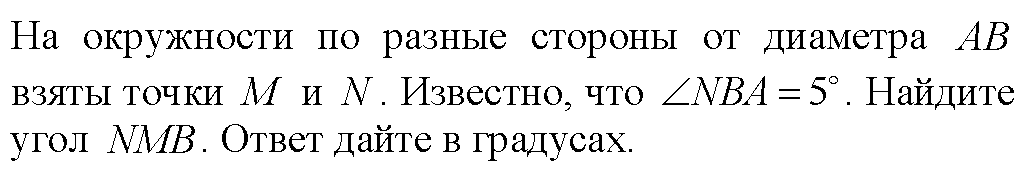 На окружности по разные стороны от диаметра AB
взяты точки M и N. Известно, что ∠NBA = 5°. Найдите
угол NMB. Ответ дайте в градусах.